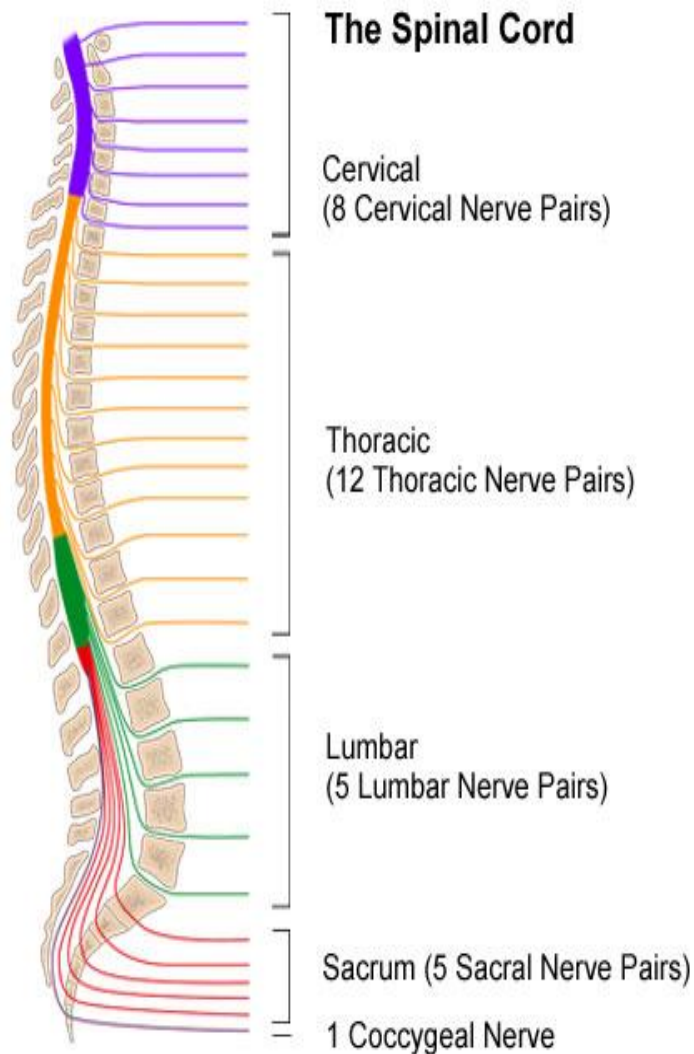 The Spinal Cord
Cervical
(8 Cervical Nerve Pairs)
Thoracic
(12 Thoracic Nerve Pairs)
Lumbar
(5 Lumbar Nerve Pairs)
Sacrum (5 Sacral Nerve Pairs)
1 Coccygeal Nerve